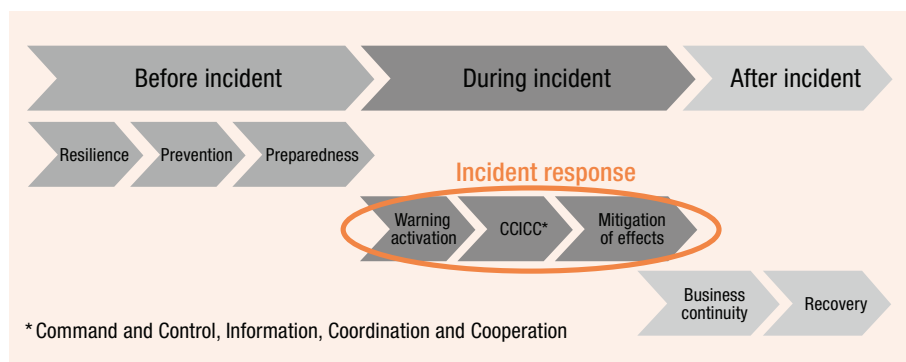 Before incident
During incident
After incident
Resilience
Prevention
Preparedness
Incident response
Warning
activation
CCICC*
Mitigation
of effects
Business
continuity
Recovery
* Command and Control, Information, Coordination and Cooperation